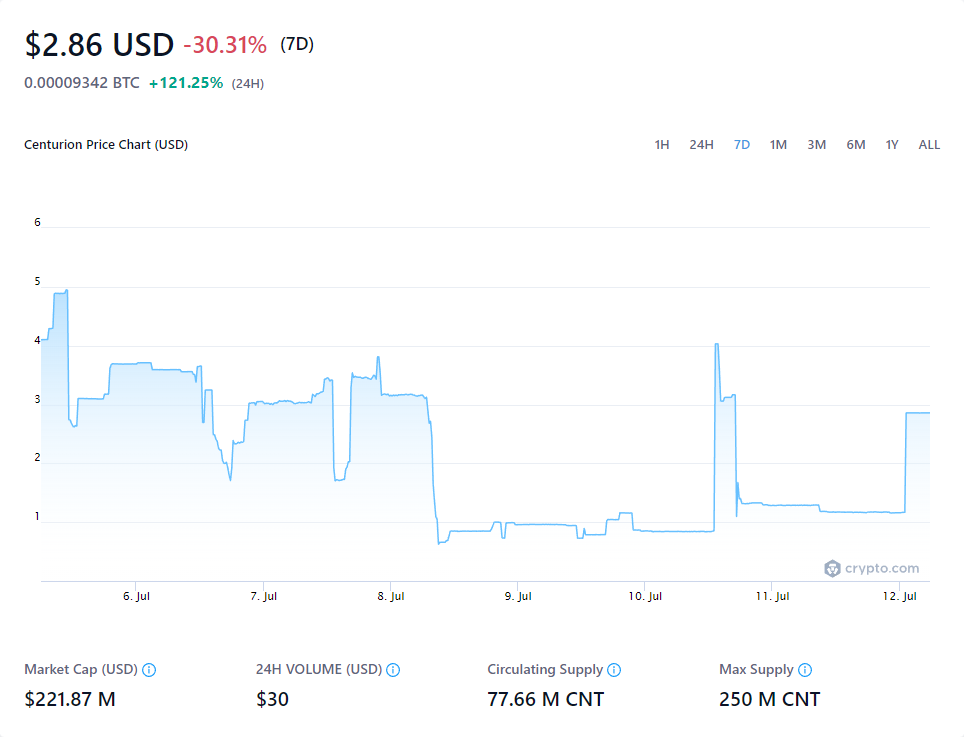 $2.86 USD -30.31% (7D)
0.00009342 BTC +121.25% (24H)
Centurion Price Chart (USD) 1H 24H 7D 1M 3M 6M 1Y ALL
6
5
4
3
2
1
crypto.com
6. Jul 7. Jul 8. Jul 9. Jul 10. Jul 11. Jul 12. Jul
Market Cap (USD) 24H VOLUME (USD) Circulating Supply Max Supply
$221.87 M $30 77.66 M CNT 250 M CNT